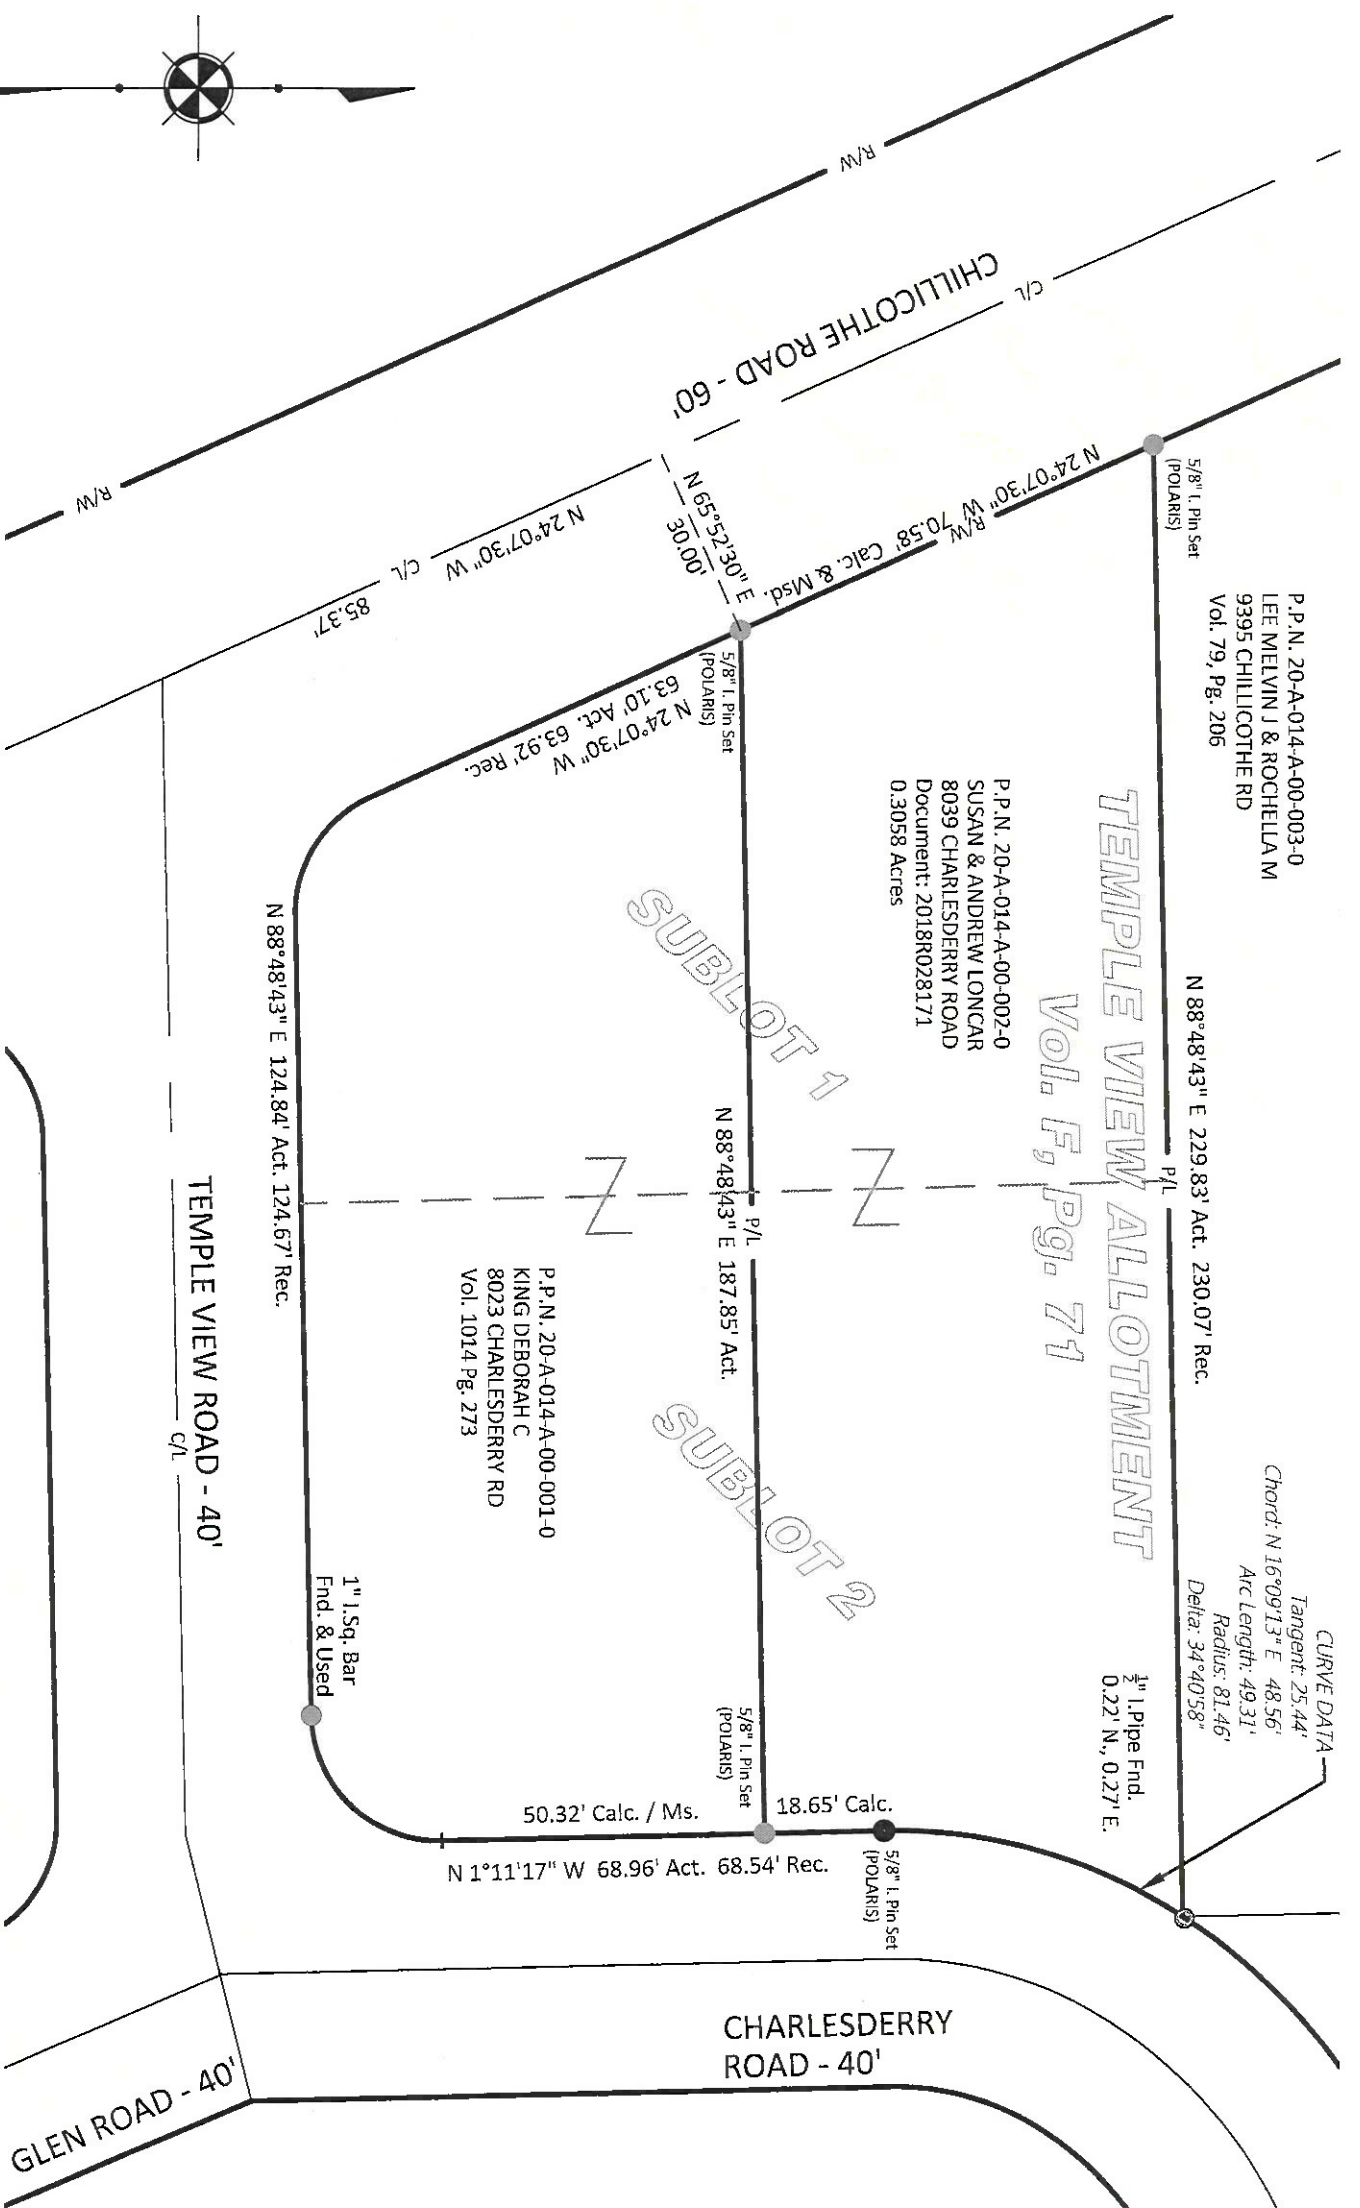 P.P.N. 20-A-014-A-00-003-0
LEE MELVIN J & ROCHELLA M
9395 CHILLICOTHE RD
Vol. 79, Pg. 206
5/8" I. Pin Set
(POLARIS)
N 88°48'43" E 229.83' Act. 230.07' Rec.
P/L
CURVE DATA
Tangent: 25.44'
Chord: N 16°09'13" E 48.56'
Arc Length: 49.31'
Radius: 81.46'
Delta: 34°40'58"
½" I.Pipe Fnd.
0.22' N., 0.27' E.
TEMPLE VIEW ALLOTMENT
Vol. F, Pg. 71
P.P.N. 20-A-014-A-00-002-0
SUSAN & ANDREW LONCAR
8039 CHARLESDERRY ROAD
Document: 2018R028171
0.3058 Acres
R/W
C/L
CHILLICOTHE ROAD - 60'
N 24°07'30" W 70.58' Calc. & Msd.
R/W
N 65°52'30" E
30.00'
5/8" I. Pin Set
(POLARIS)
SUBLOT 1
SUBLOT 2
N 88°48'43" E 187.85' Act.
P/L
5/8" I. Pin Set
(POLARIS)
18.65' Calc.
5/8" I. Pin Set
(POLARIS)
50.32' Calc. / Ms.
N 1°11'17" W 68.96' Act. 68.54' Rec.
N 24°07'30" W
63.10' Act. 63.92' Rec.
N 24°07'30" W
C/L
85.37'
R/W
P.P.N. 20-A-014-A-00-001-0
KING DEBORAH C
8023 CHARLESDERRY RD
Vol. 1014 Pg. 273
1" I.Sq. Bar
Fnd. & Used
N 88°48'43" E 124.84' Act. 124.67' Rec.
TEMPLE VIEW ROAD - 40'
C/L
CHARLESDERRY
ROAD - 40'
GLEN ROAD - 40'